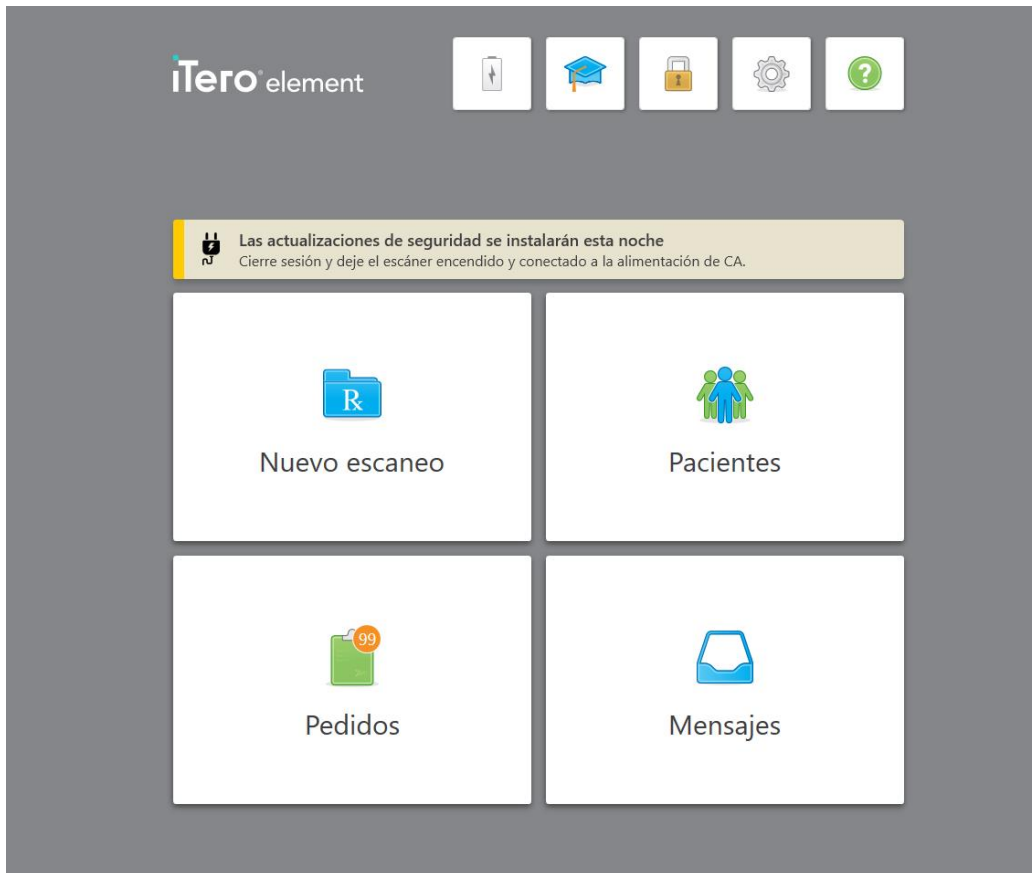 iTero element
Las actualizaciones de seguridad se instalarán esta noche
Cierre sesión y deje el escáner encendido y conectado a la alimentación de CA.
Rx
Nuevo escaneo
Pacientes
99
Pedidos
Mensajes